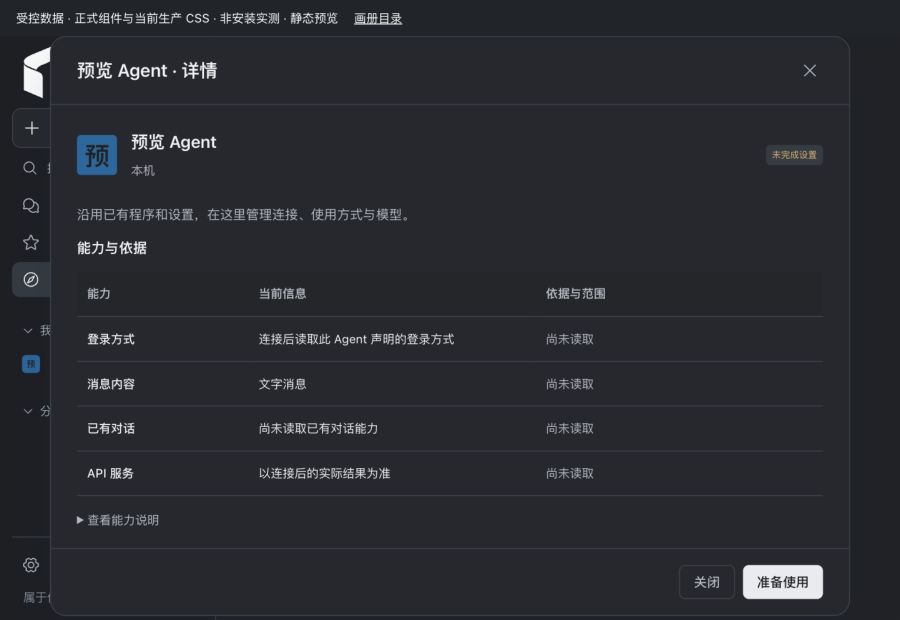 受控数据 · 正式组件与当前生产 CSS · 非安装实测 · 静态预览 画册目录
预览 Agent · 详情
预
预览 Agent
本机
未完成设置
沿用已有程序和设置，在这里管理连接、使用方式与模型。
能力与依据
能力 当前信息 依据与范围
登录方式 连接后读取此 Agent 声明的登录方式 尚未读取
消息内容 文字消息 尚未读取
已有对话 尚未读取已有对话能力 尚未读取
API 服务 以连接后的实际结果为准 尚未读取
查看能力说明
关闭 准备使用
我
预
分
属于